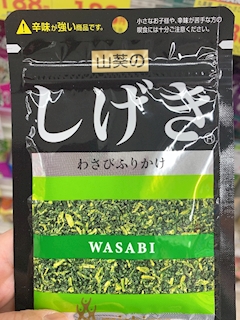 辛味が強い商品です。
小さなお子様や、辛味が苦手な方の
喫食には十分ご注意ください。
山葵の
しげき
わさびふりかけ
WASABI